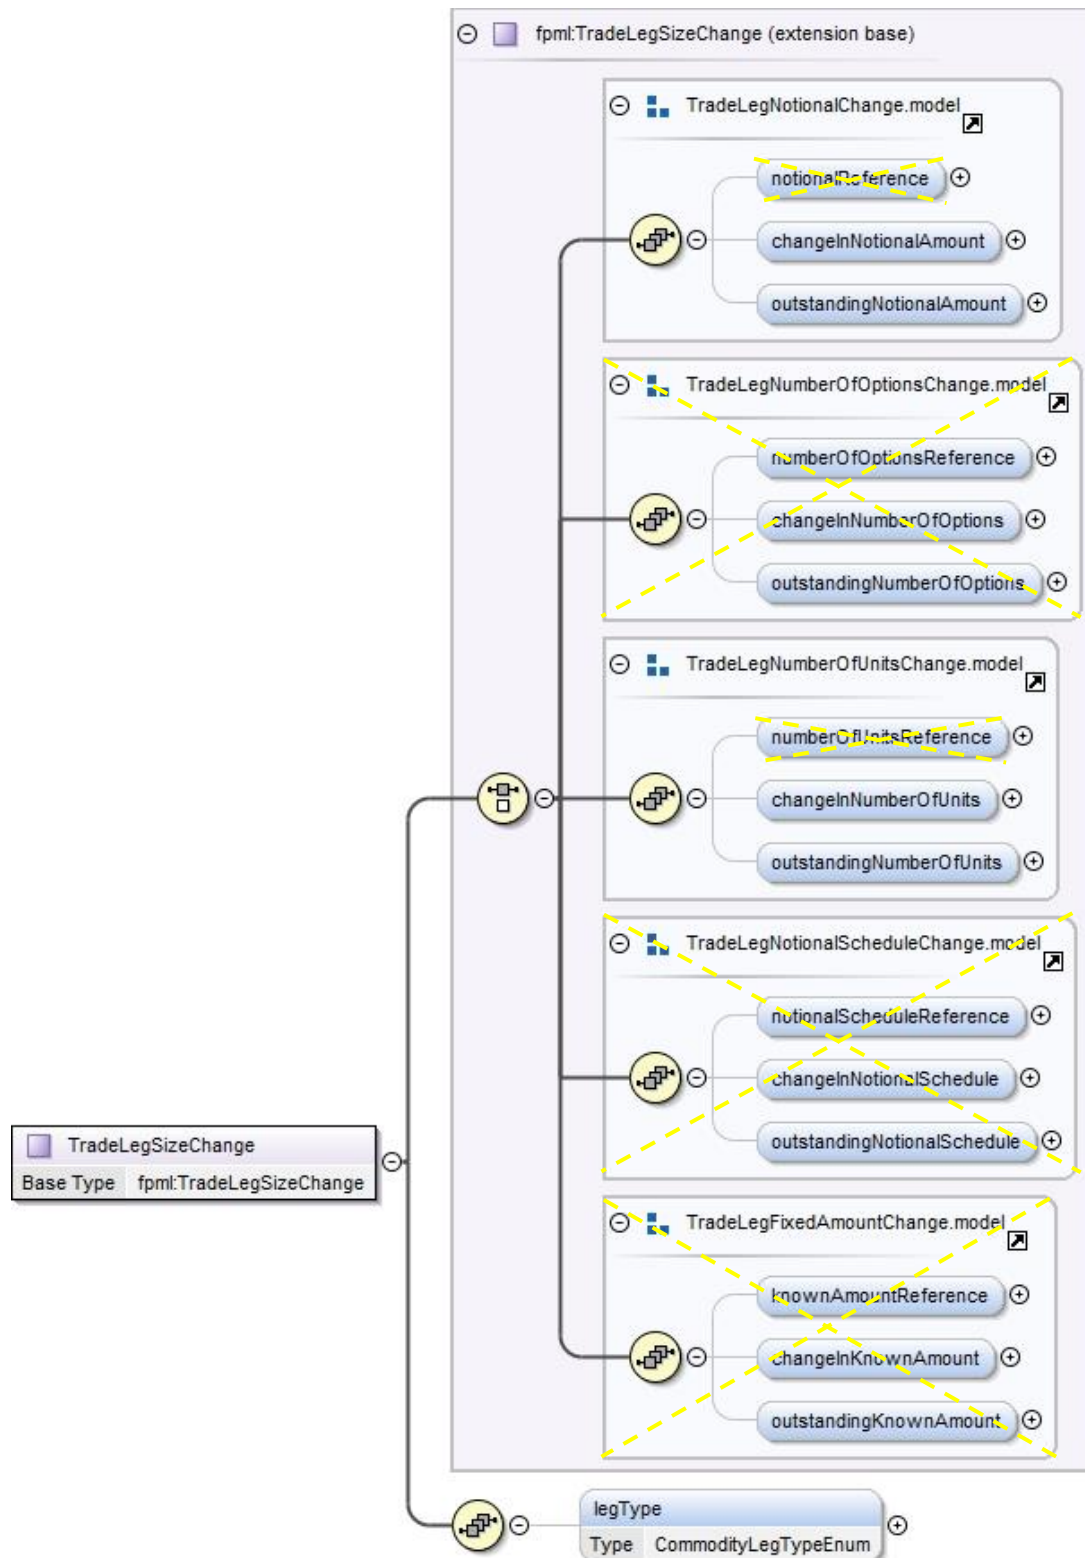 fpml:TradeLegSizeChange (extension base)
TradeLegNotionalChange.model
notionalReference
changeInNotionalAmount
outstandingNotionalAmount
TradeLegNumberOfOptionsChange.model
numberOfOptionsReference
changeInNumberOfOptions
outstandingNumberOfOptions
TradeLegNumberOfUnitsChange.model
numberOfUnitsReference
changeInNumberOfUnits
outstandingNumberOfUnits
TradeLegNotionalScheduleChange.model
notionalScheduleReference
changeInNotionalSchedule
outstandingNotionalSchedule
TradeLegSizeChange
Base Type fpml:TradeLegSizeChange
TradeLegFixedAmountChange.model
knownAmountReference
changeInKnownAmount
outstandingKnownAmount
legType
Type CommodityLegTypeEnum